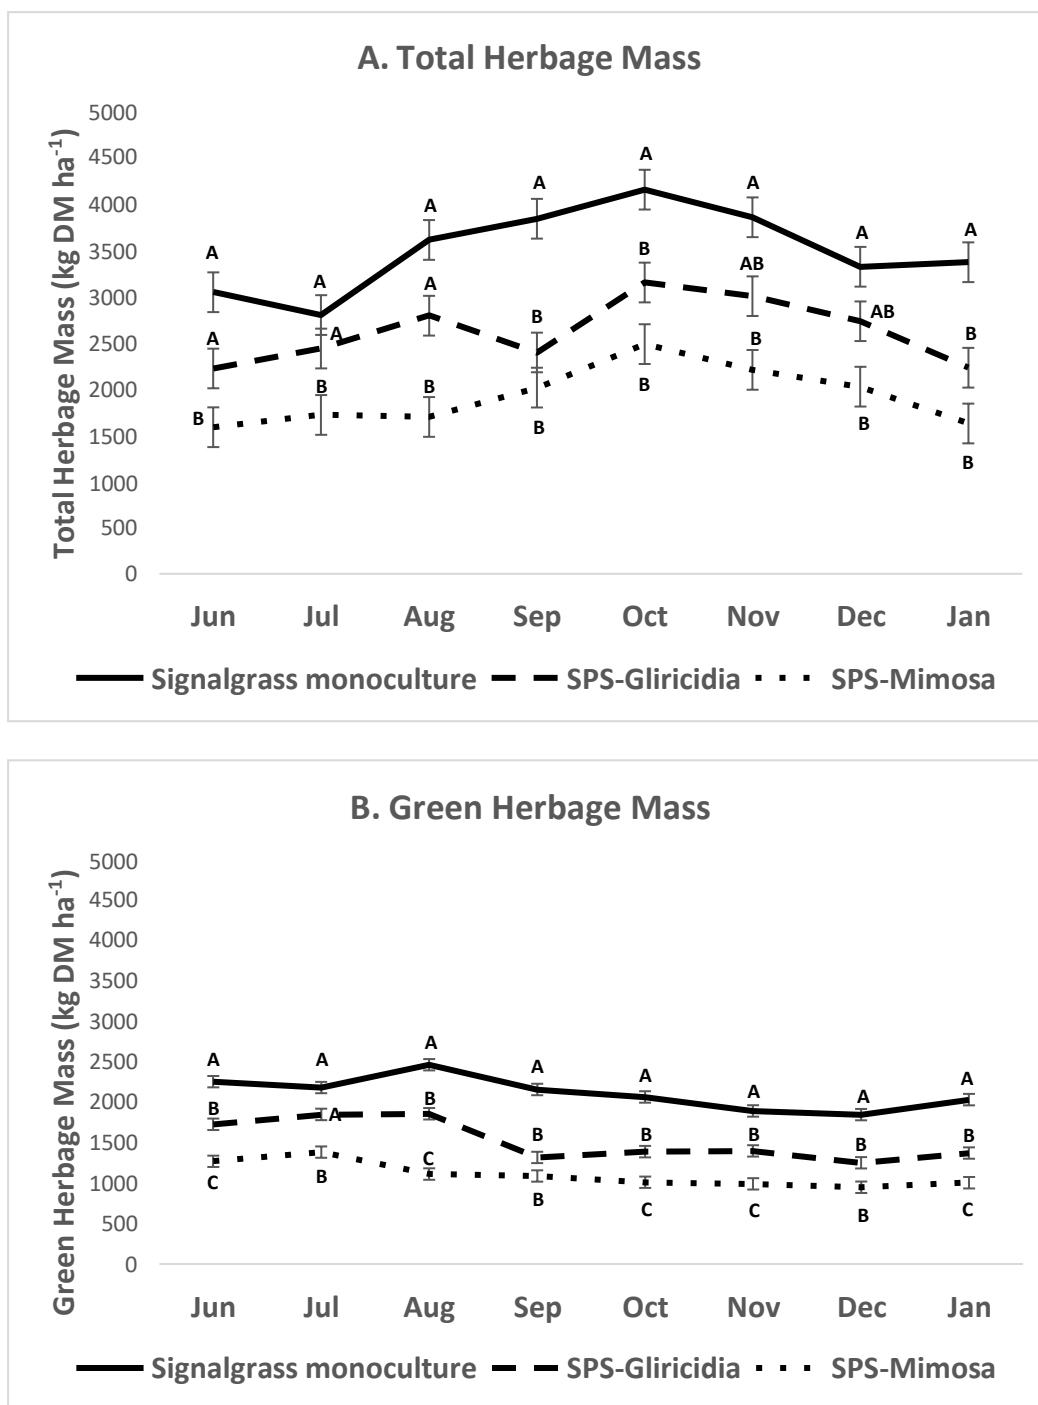 A. Total Herbage Mass
Total Herbage Mass (kg DM ha-1)
5000
4500
4000
3500
3000
2500
2000
1500
1000
500
0
A A A A A A A A
A A A B B AB AB B
B B B B B B B B
Jun Jul Aug Sep Oct Nov Dec Jan
Signalgrass monoculture SPS-Gliricidia SPS-Mimosa
B. Green Herbage Mass
Green Herbage Mass (kg DM ha-1)
5000
4500
4000
3500
3000
2500
2000
1500
1000
500
0
A A A A A A A A
B A B B B B B B
C B C B C C B C
Jun Jul Aug Sep Oct Nov Dec Jan
Signalgrass monoculture SPS-Gliricidia SPS-Mimosa